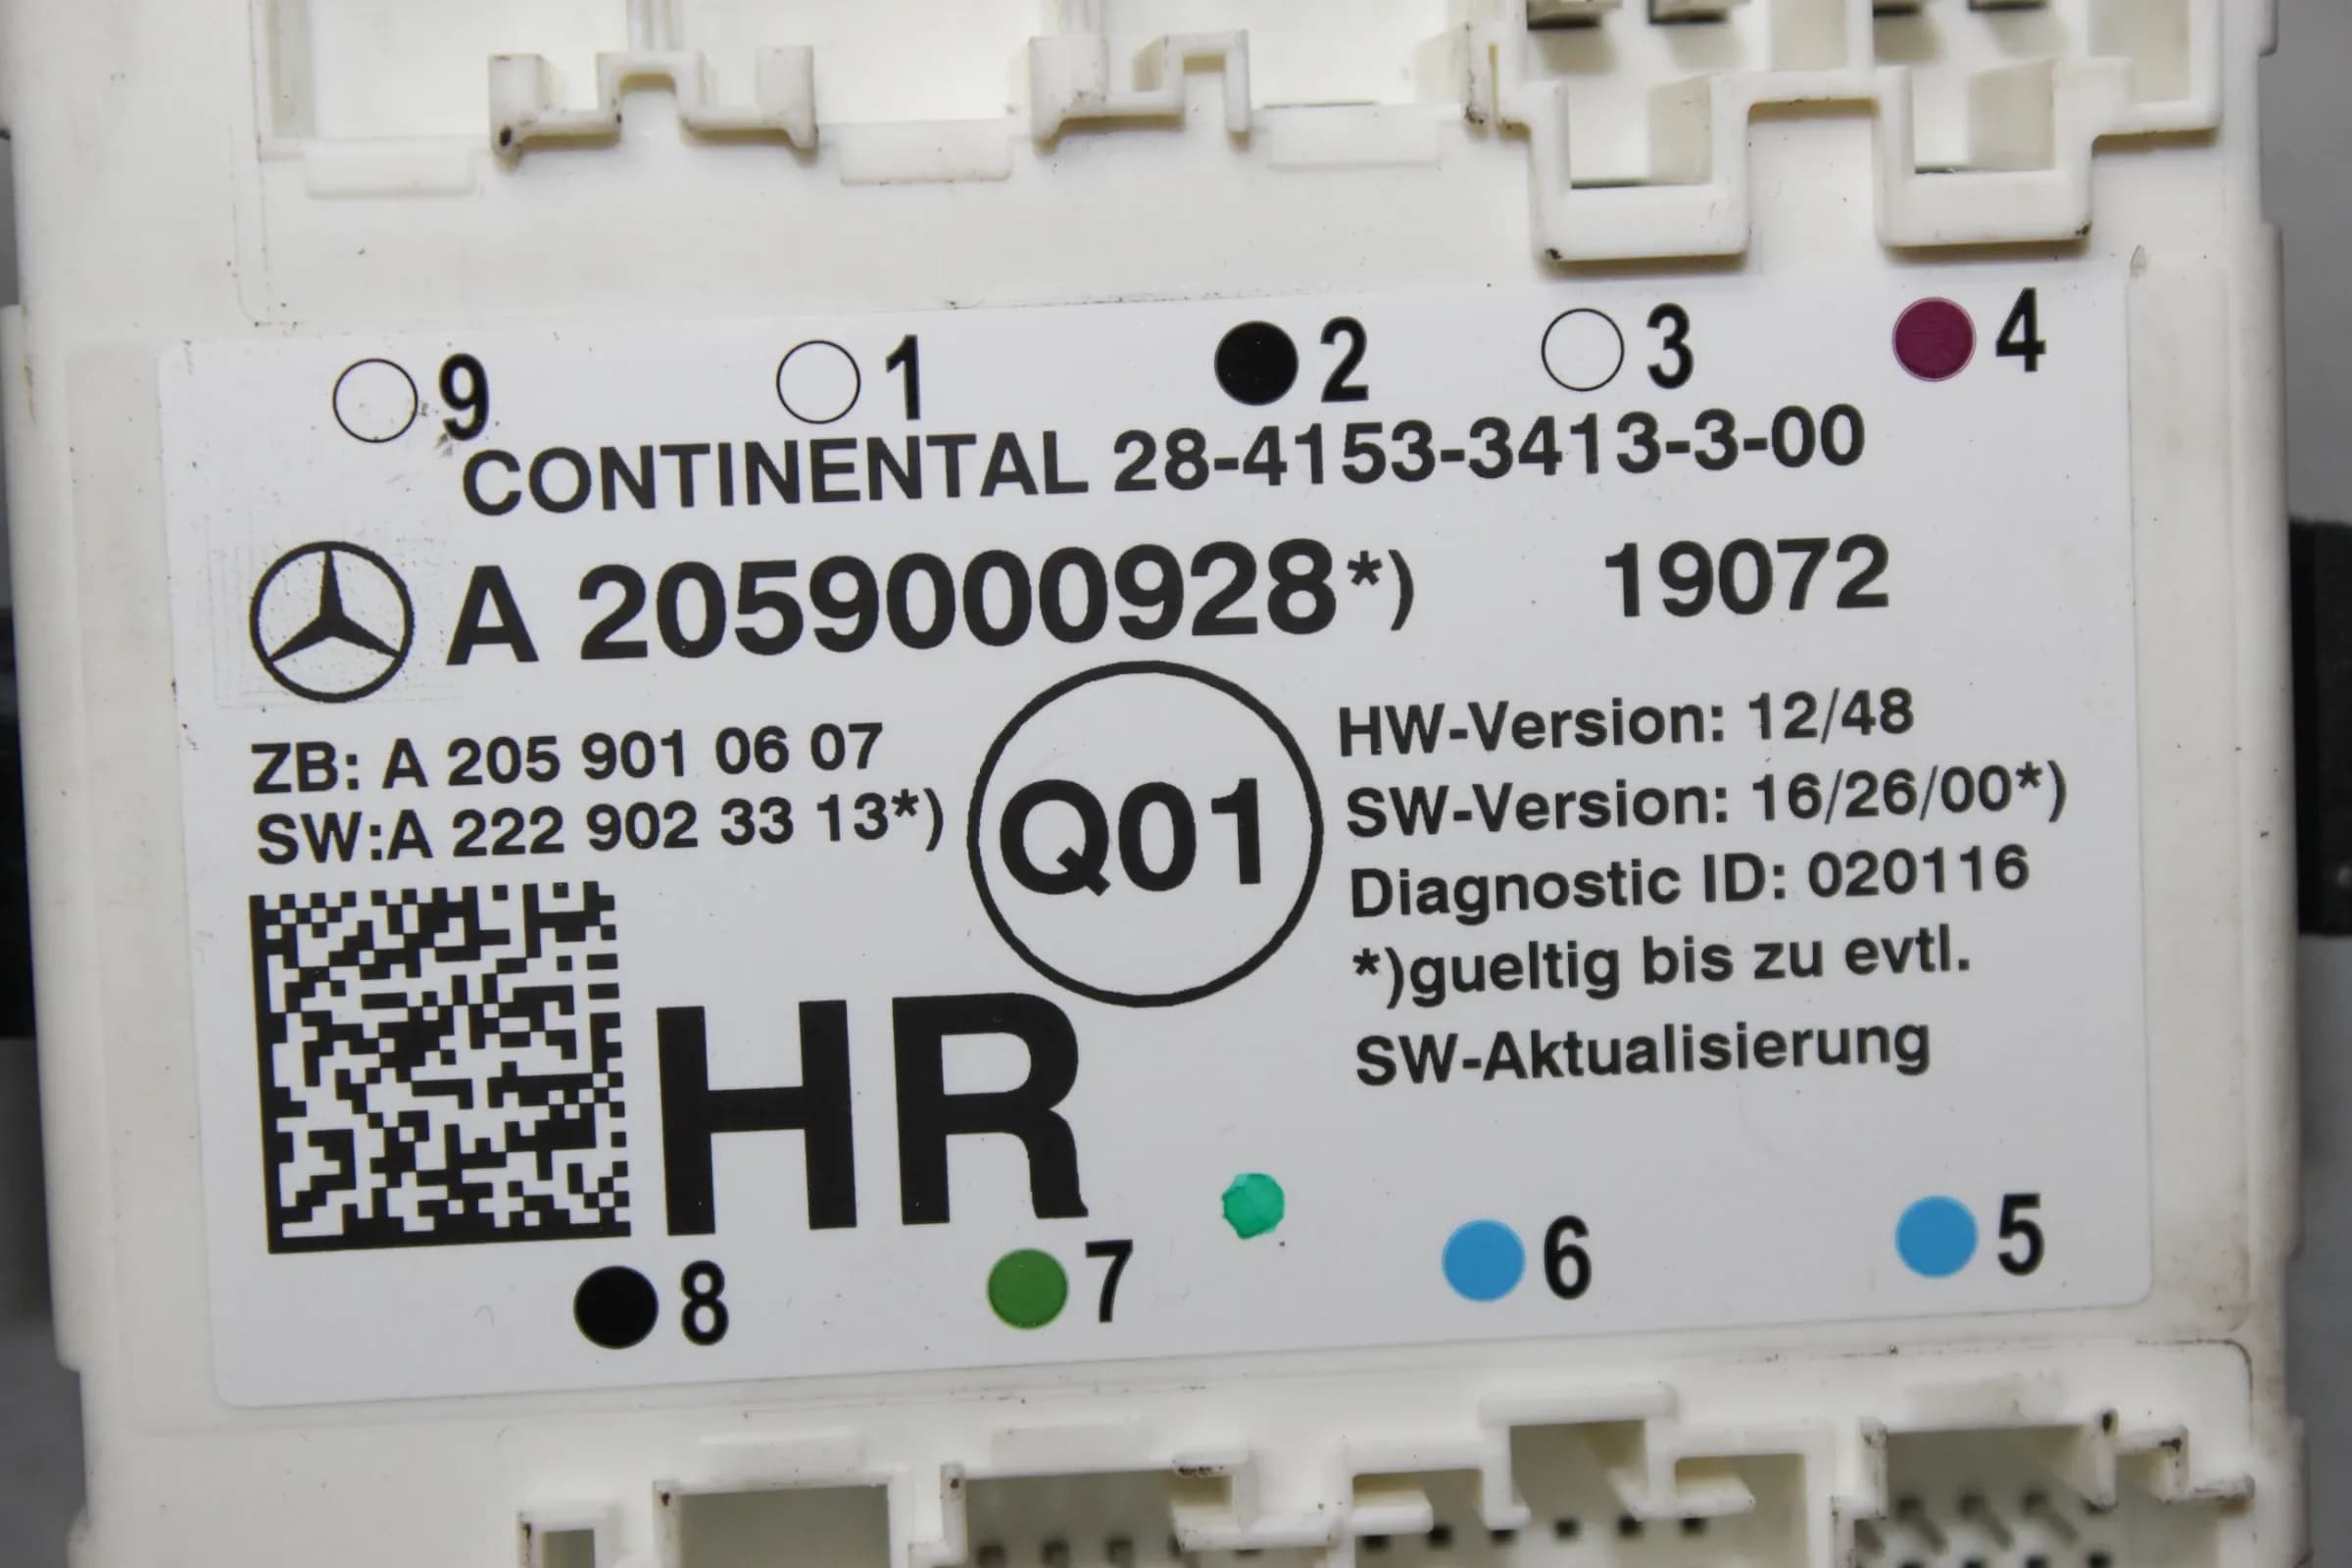 9 1 2 3 4
CONTINENTAL 28-4153-3413-3-00
A 2059000928*) 19072
ZB: A 205 901 06 07
SW:A 222 902 33 13*)
Q01
HW-Version: 12/48
SW-Version: 16/26/00*)
Diagnostic ID: 020116
*)gueltig bis zu evtl.
SW-Aktualisierung
HR
8 7 6 5